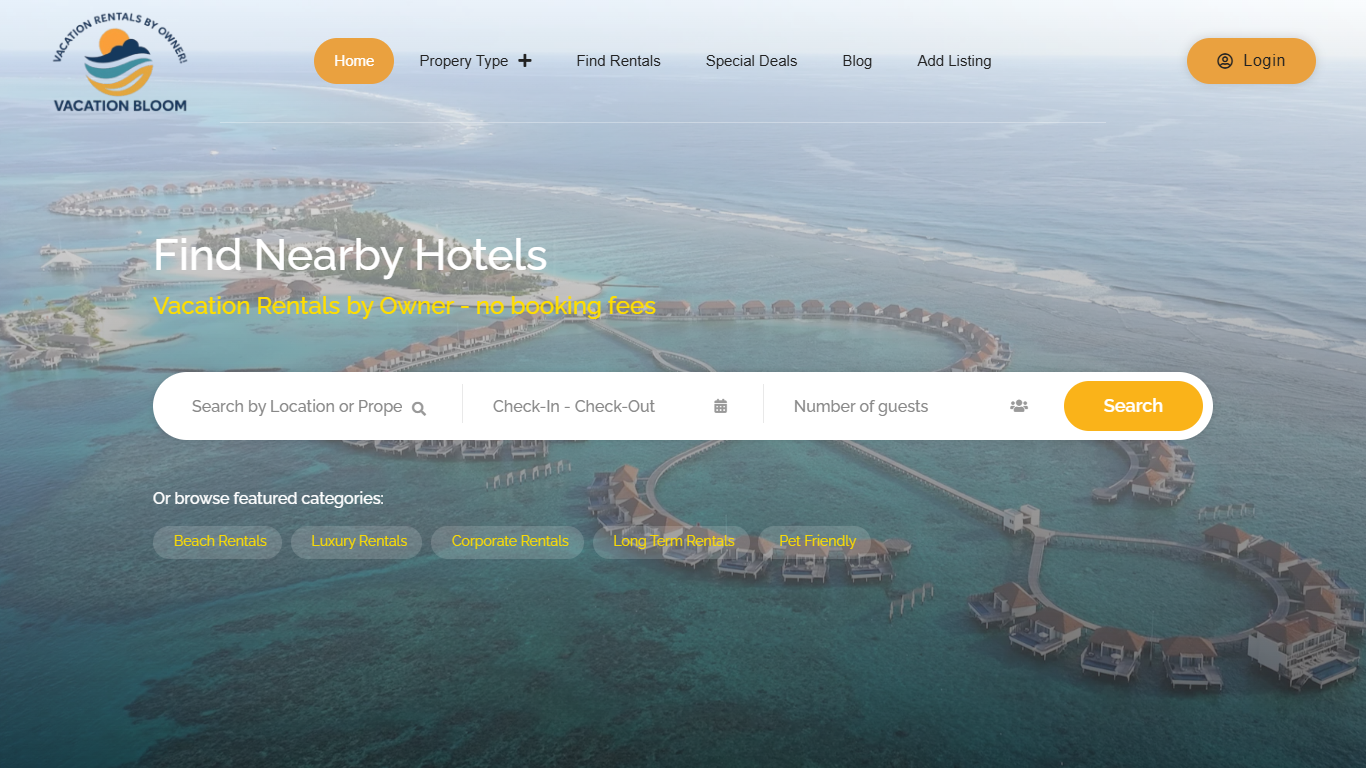 VACATION RENTALS BY OWNER!
VACATION BLOOM
Home
Propery Type
Find Rentals
Special Deals
Blog
Add Listing
Login
Find Nearby Hotels
Vacation Rentals by Owner - no booking fees
Search by Location or Prope
Check-In - Check-Out
Number of guests
Search
Or browse featured categories:
Beach Rentals
Luxury Rentals
Corporate Rentals
Long Term Rentals
Pet Friendly